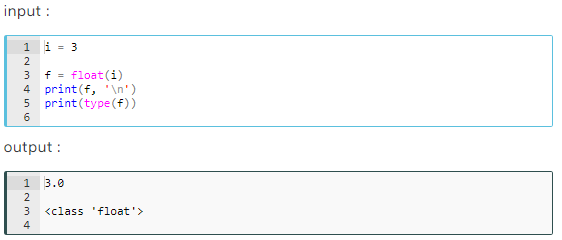 input :
1 i = 3
2
3 f = float(i)
4 print(f, '\n')
5 print(type(f))
6
output :
1 3.0
2
3 <class 'float'>
4